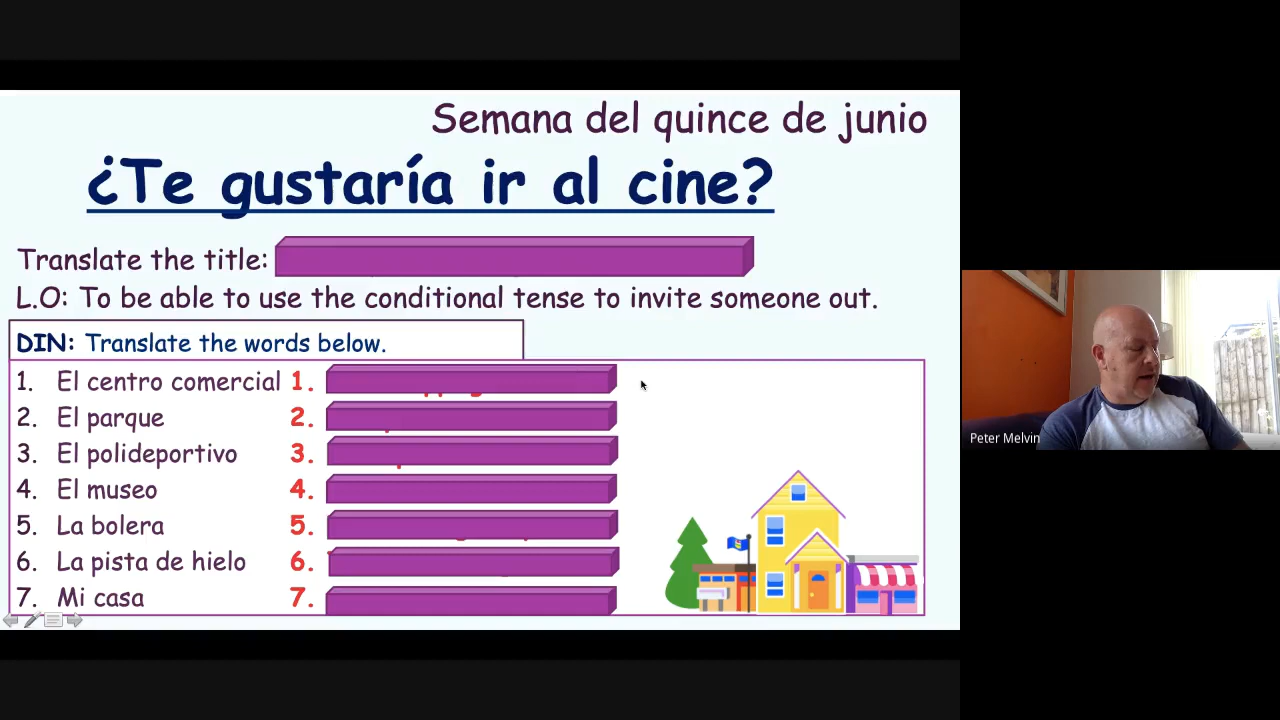 Semana del quince de junio
¿Te gustaría ir al cine?
Translate the title:
L.O: To be able to use the conditional tense to invite someone out.
DIN: Translate the words below.
1. El centro comercial 1.
2. El parque 2.
3. El polideportivo 3.
4. El museo 4.
5. La bolera 5.
6. La pista de hielo 6.
7. Mi casa 7.
Peter Melvin